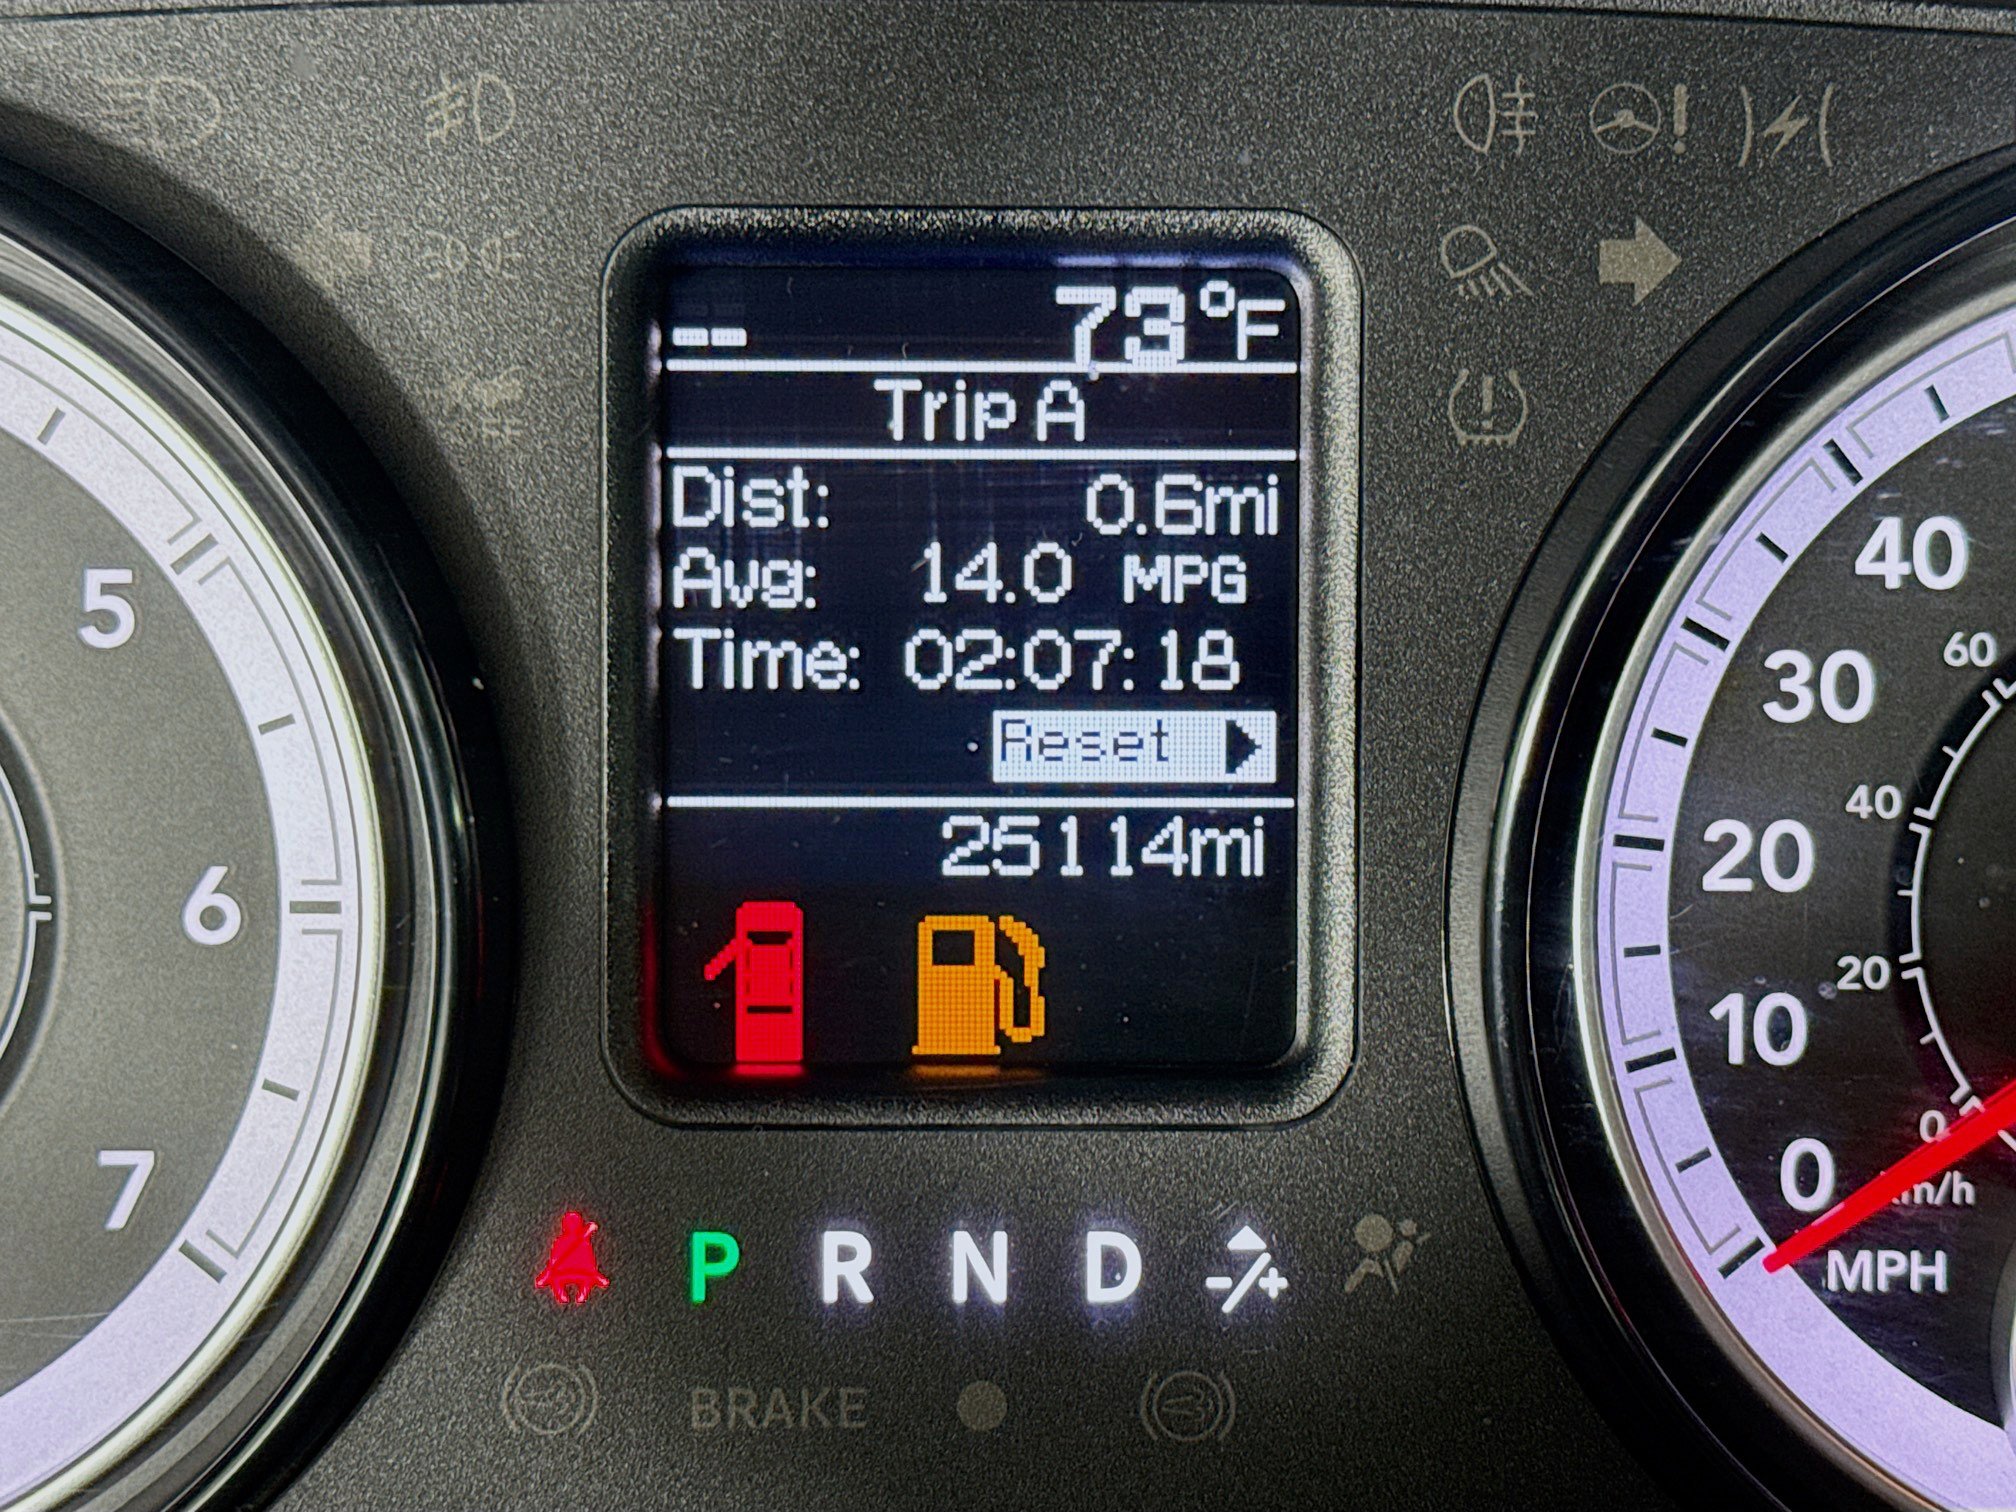 -- 73°F
Trip A
Dist: 0.6mi
Avg: 14.0 MPG
Time: 02:07:18
Reset
25114mi
P R N D -/+
BRAKE
5
6
7
40
30
20
10
0
MPH
60
40
20
0